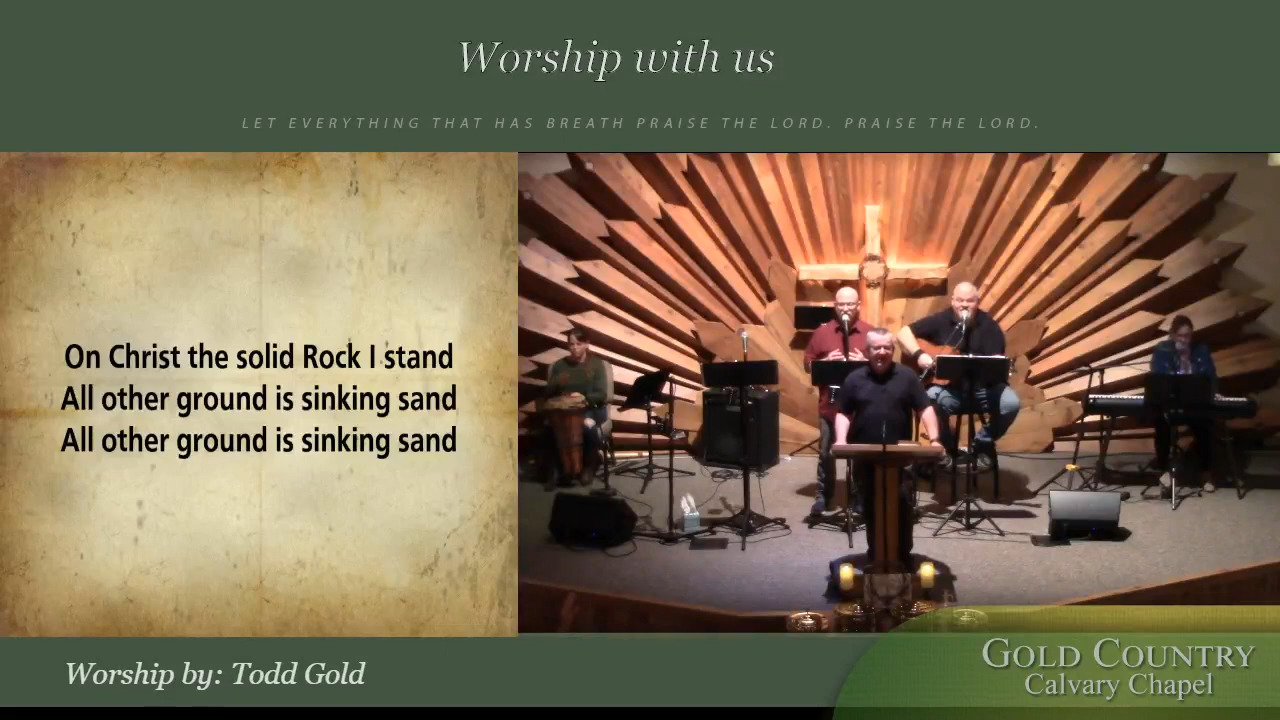 Worship with us
LET EVERYTHING THAT HAS BREATH PRAISE THE LORD. PRAISE THE LORD.
On Christ the solid Rock I stand
All other ground is sinking sand
All other ground is sinking sand
Worship by: Todd Gold
GOLD COUNTRY
Calvary Chapel